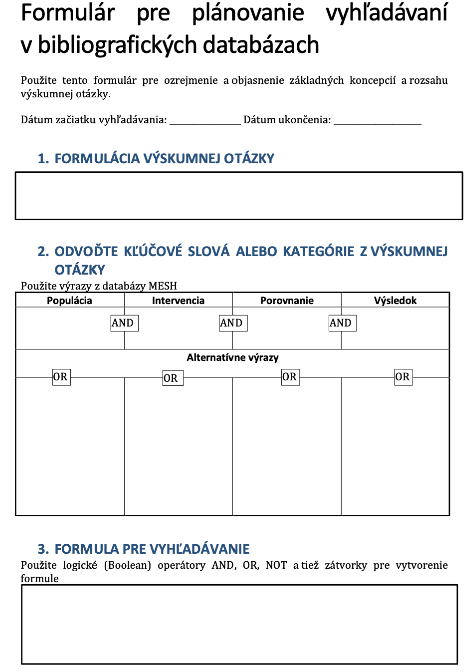 Formulár pre plánovanie vyhľadávaní
v bibliografických databázach
Použite tento formulár pre ozrejmenie a objasnenie základných koncepcií a rozsahu
výskumnej otázky.
Dátum začiatku vyhľadávania: _______________ Dátum ukončenia: __________________
1. FORMULÁCIA VÝSKUMNEJ OTÁZKY
2. ODVOĎTE KĽÚČOVÉ SLOVÁ ALEBO KATEGÓRIE Z VÝSKUMNEJ
OTÁZKY
Použite výrazy z databázy MESH
Populácia Intervencia Porovnanie Výsledok
AND AND AND
Alternatívne výrazy
OR OR OR OR
3. FORMULA PRE VYHĽADÁVANIE
Použite logické (Boolean) operátory AND, OR, NOT a tiež zátvorky pre vytvorenie
formule